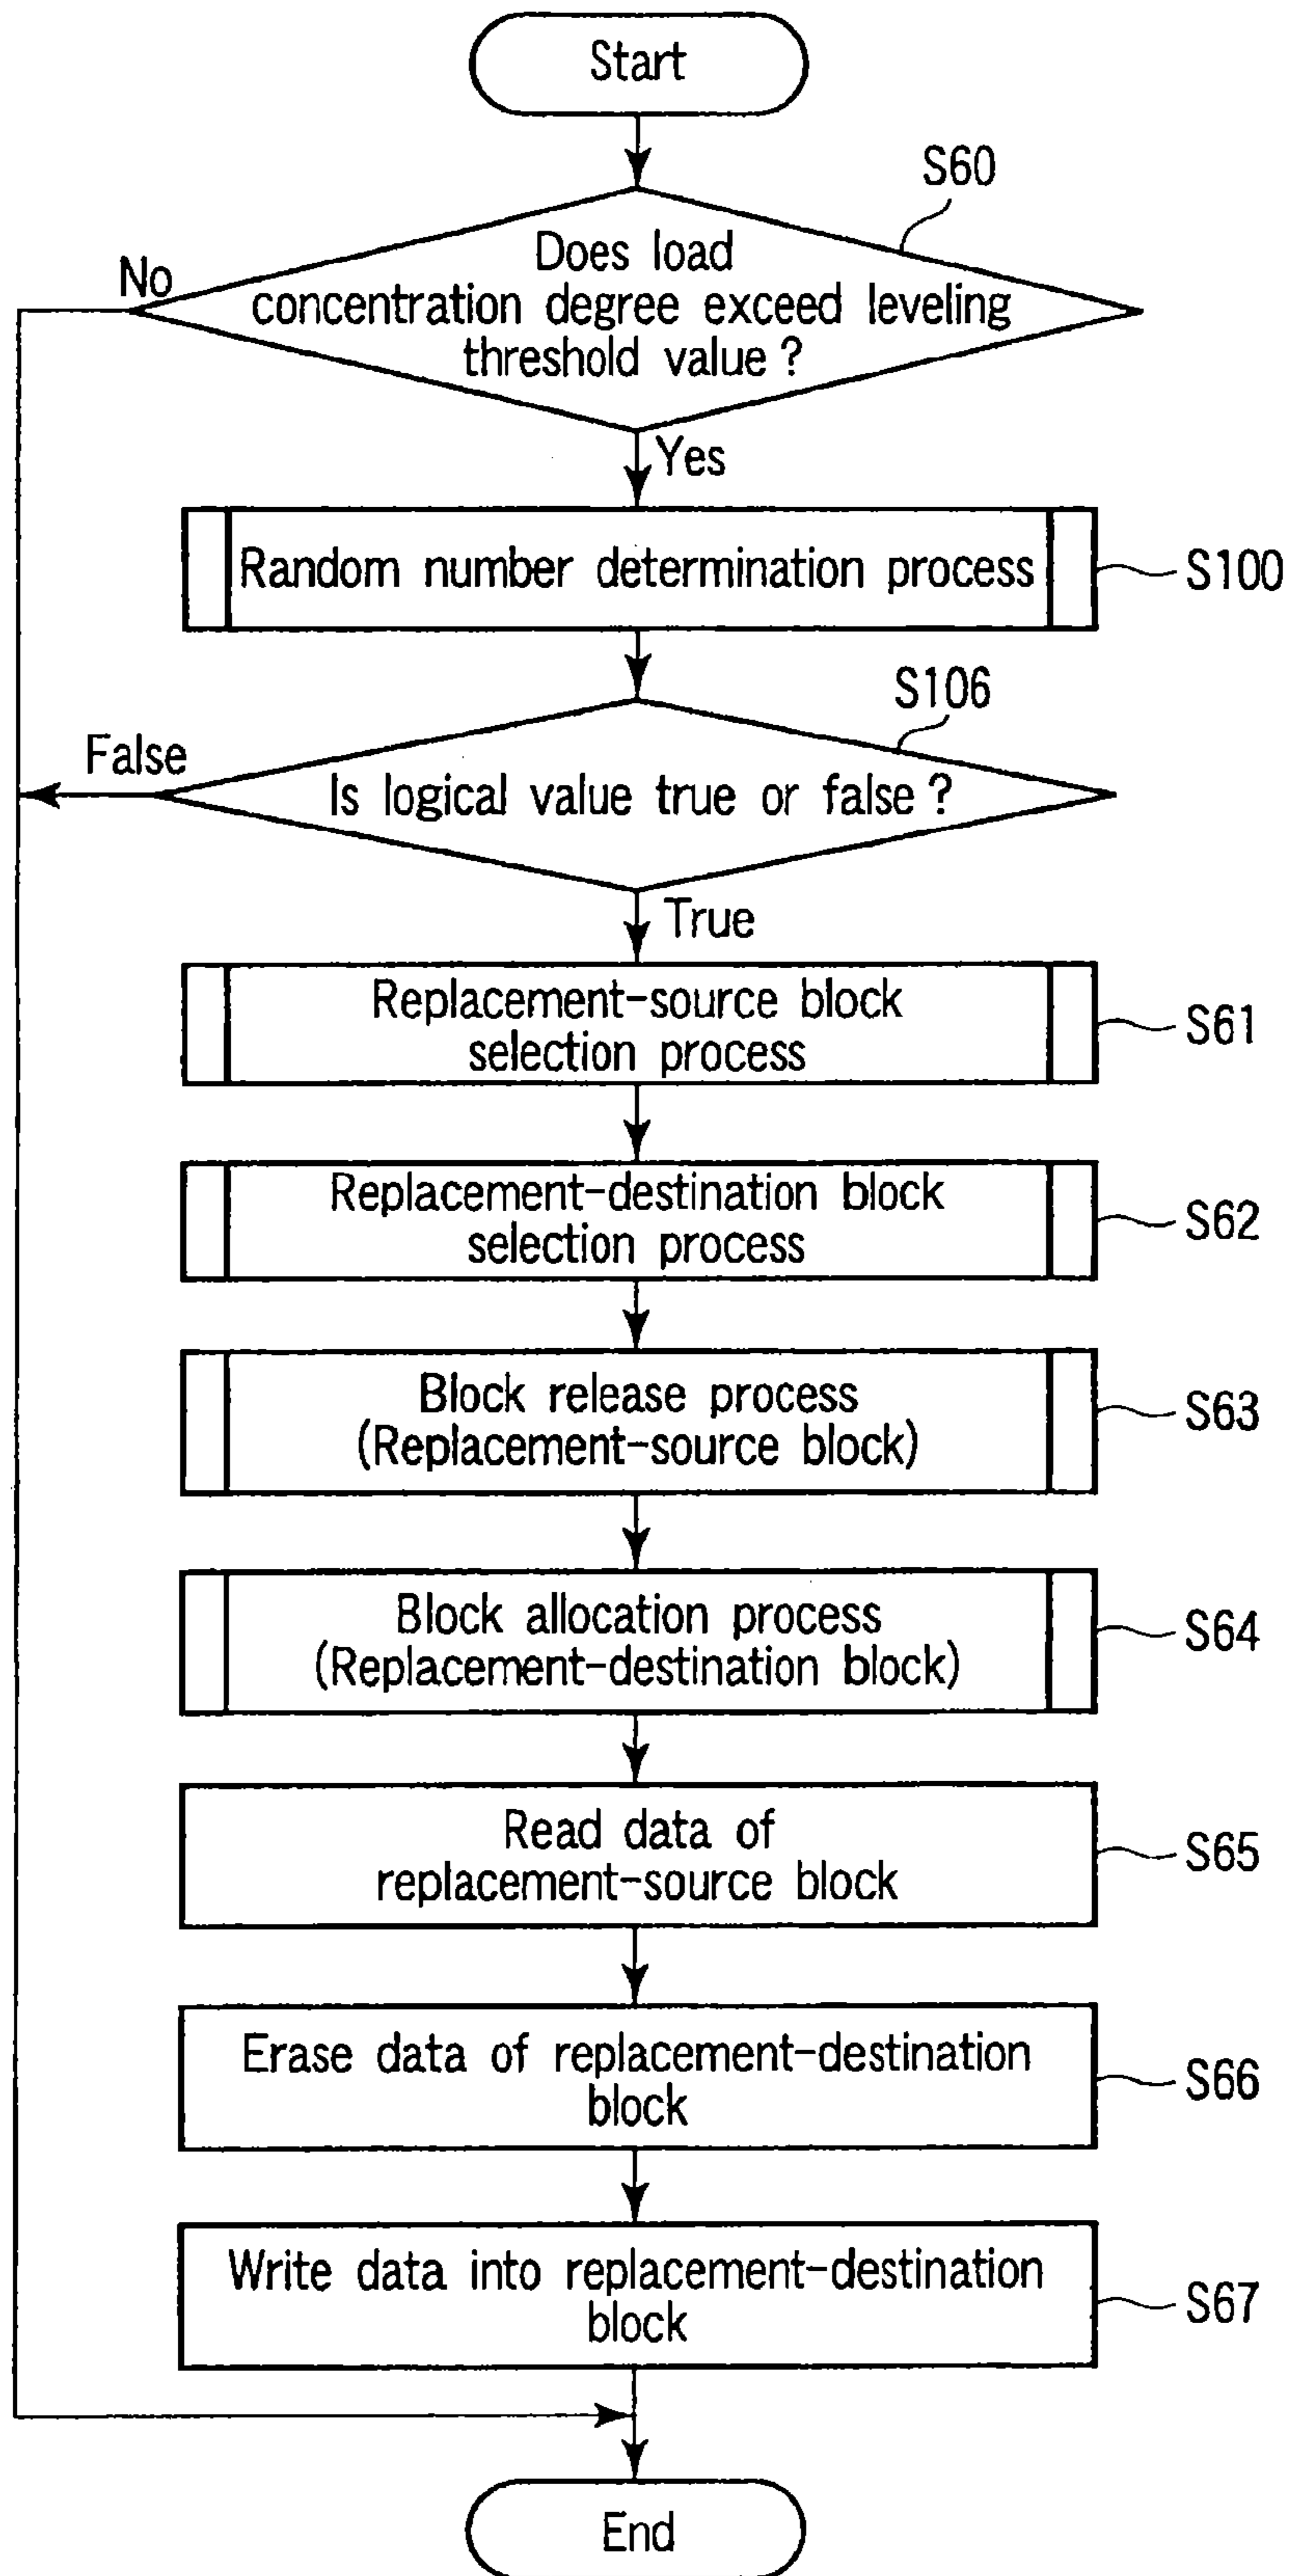 Start
S60
Does load
concentration degree exceed leveling
threshold value ?
No
Yes
Random number determination process
S100
S106
False
Is logical value true or false ?
True
Replacement-source block
selection process
S61
Replacement-destination block
selection process
S62
Block release process
(Replacement-source block)
S63
Block allocation process
(Replacement-destination block)
S64
Read data of
replacement-source block
S65
Erase data of replacement-destination
block
S66
Write data into replacement-destination
block
S67
End